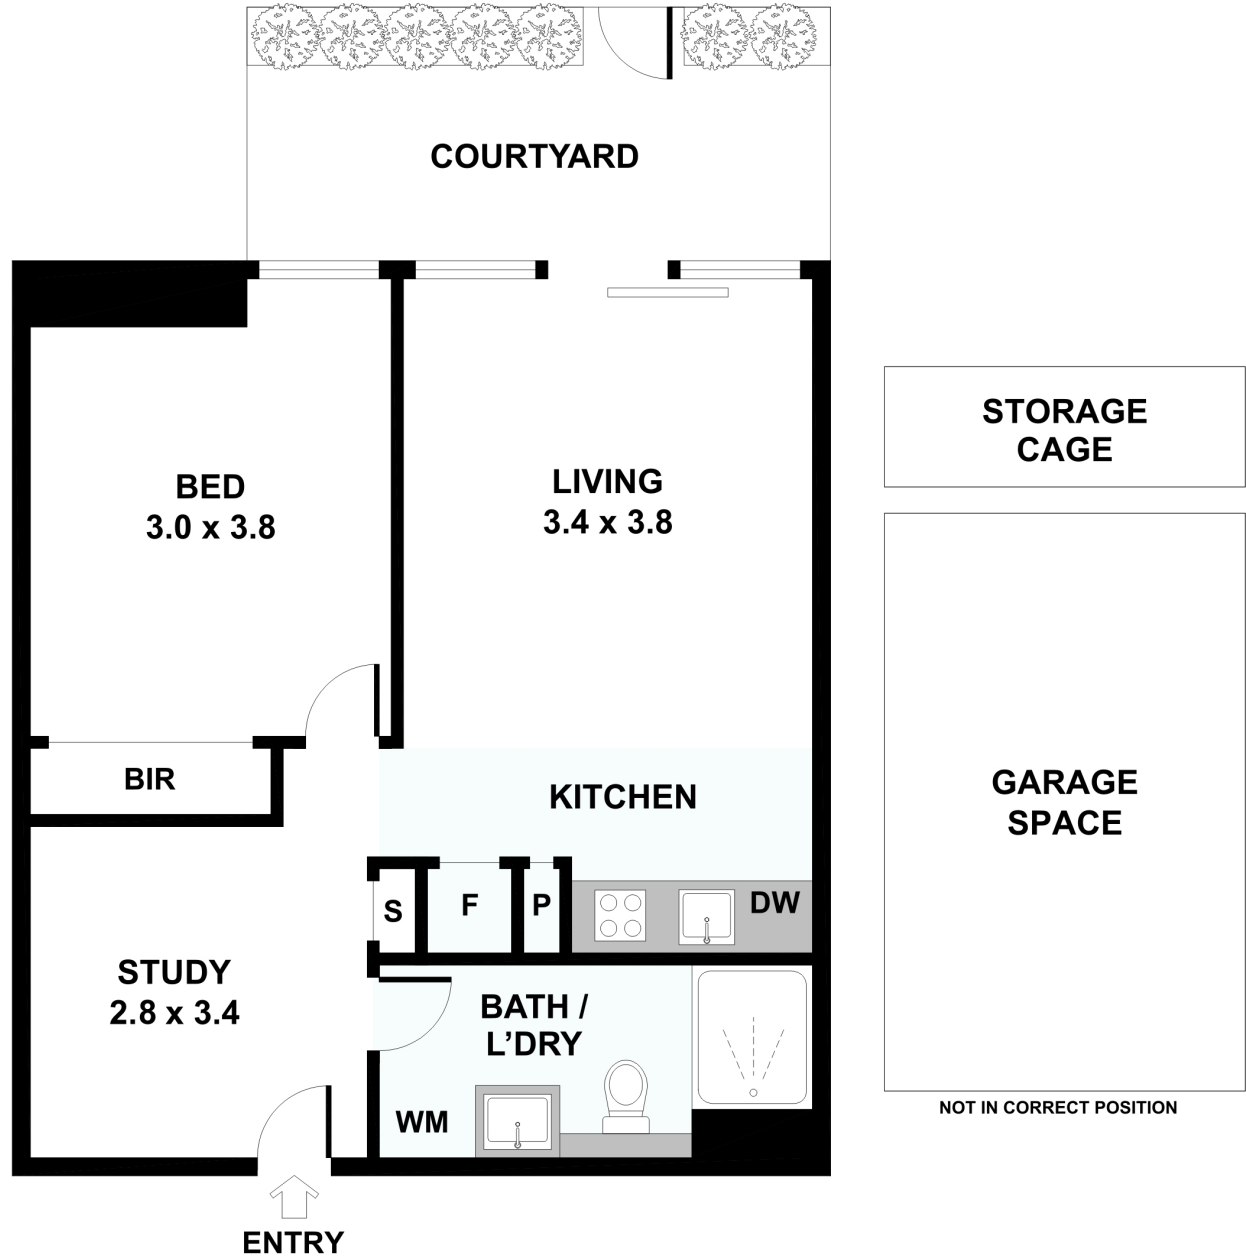 COURTYARD
BED
3.0 x 3.8
LIVING
3.4 x 3.8
STORAGE
CAGE
BIR
KITCHEN
GARAGE
SPACE
S
F
P
DW
STUDY
2.8 x 3.4
BATH /
L’DRY
WM
NOT IN CORRECT POSITION
ENTRY